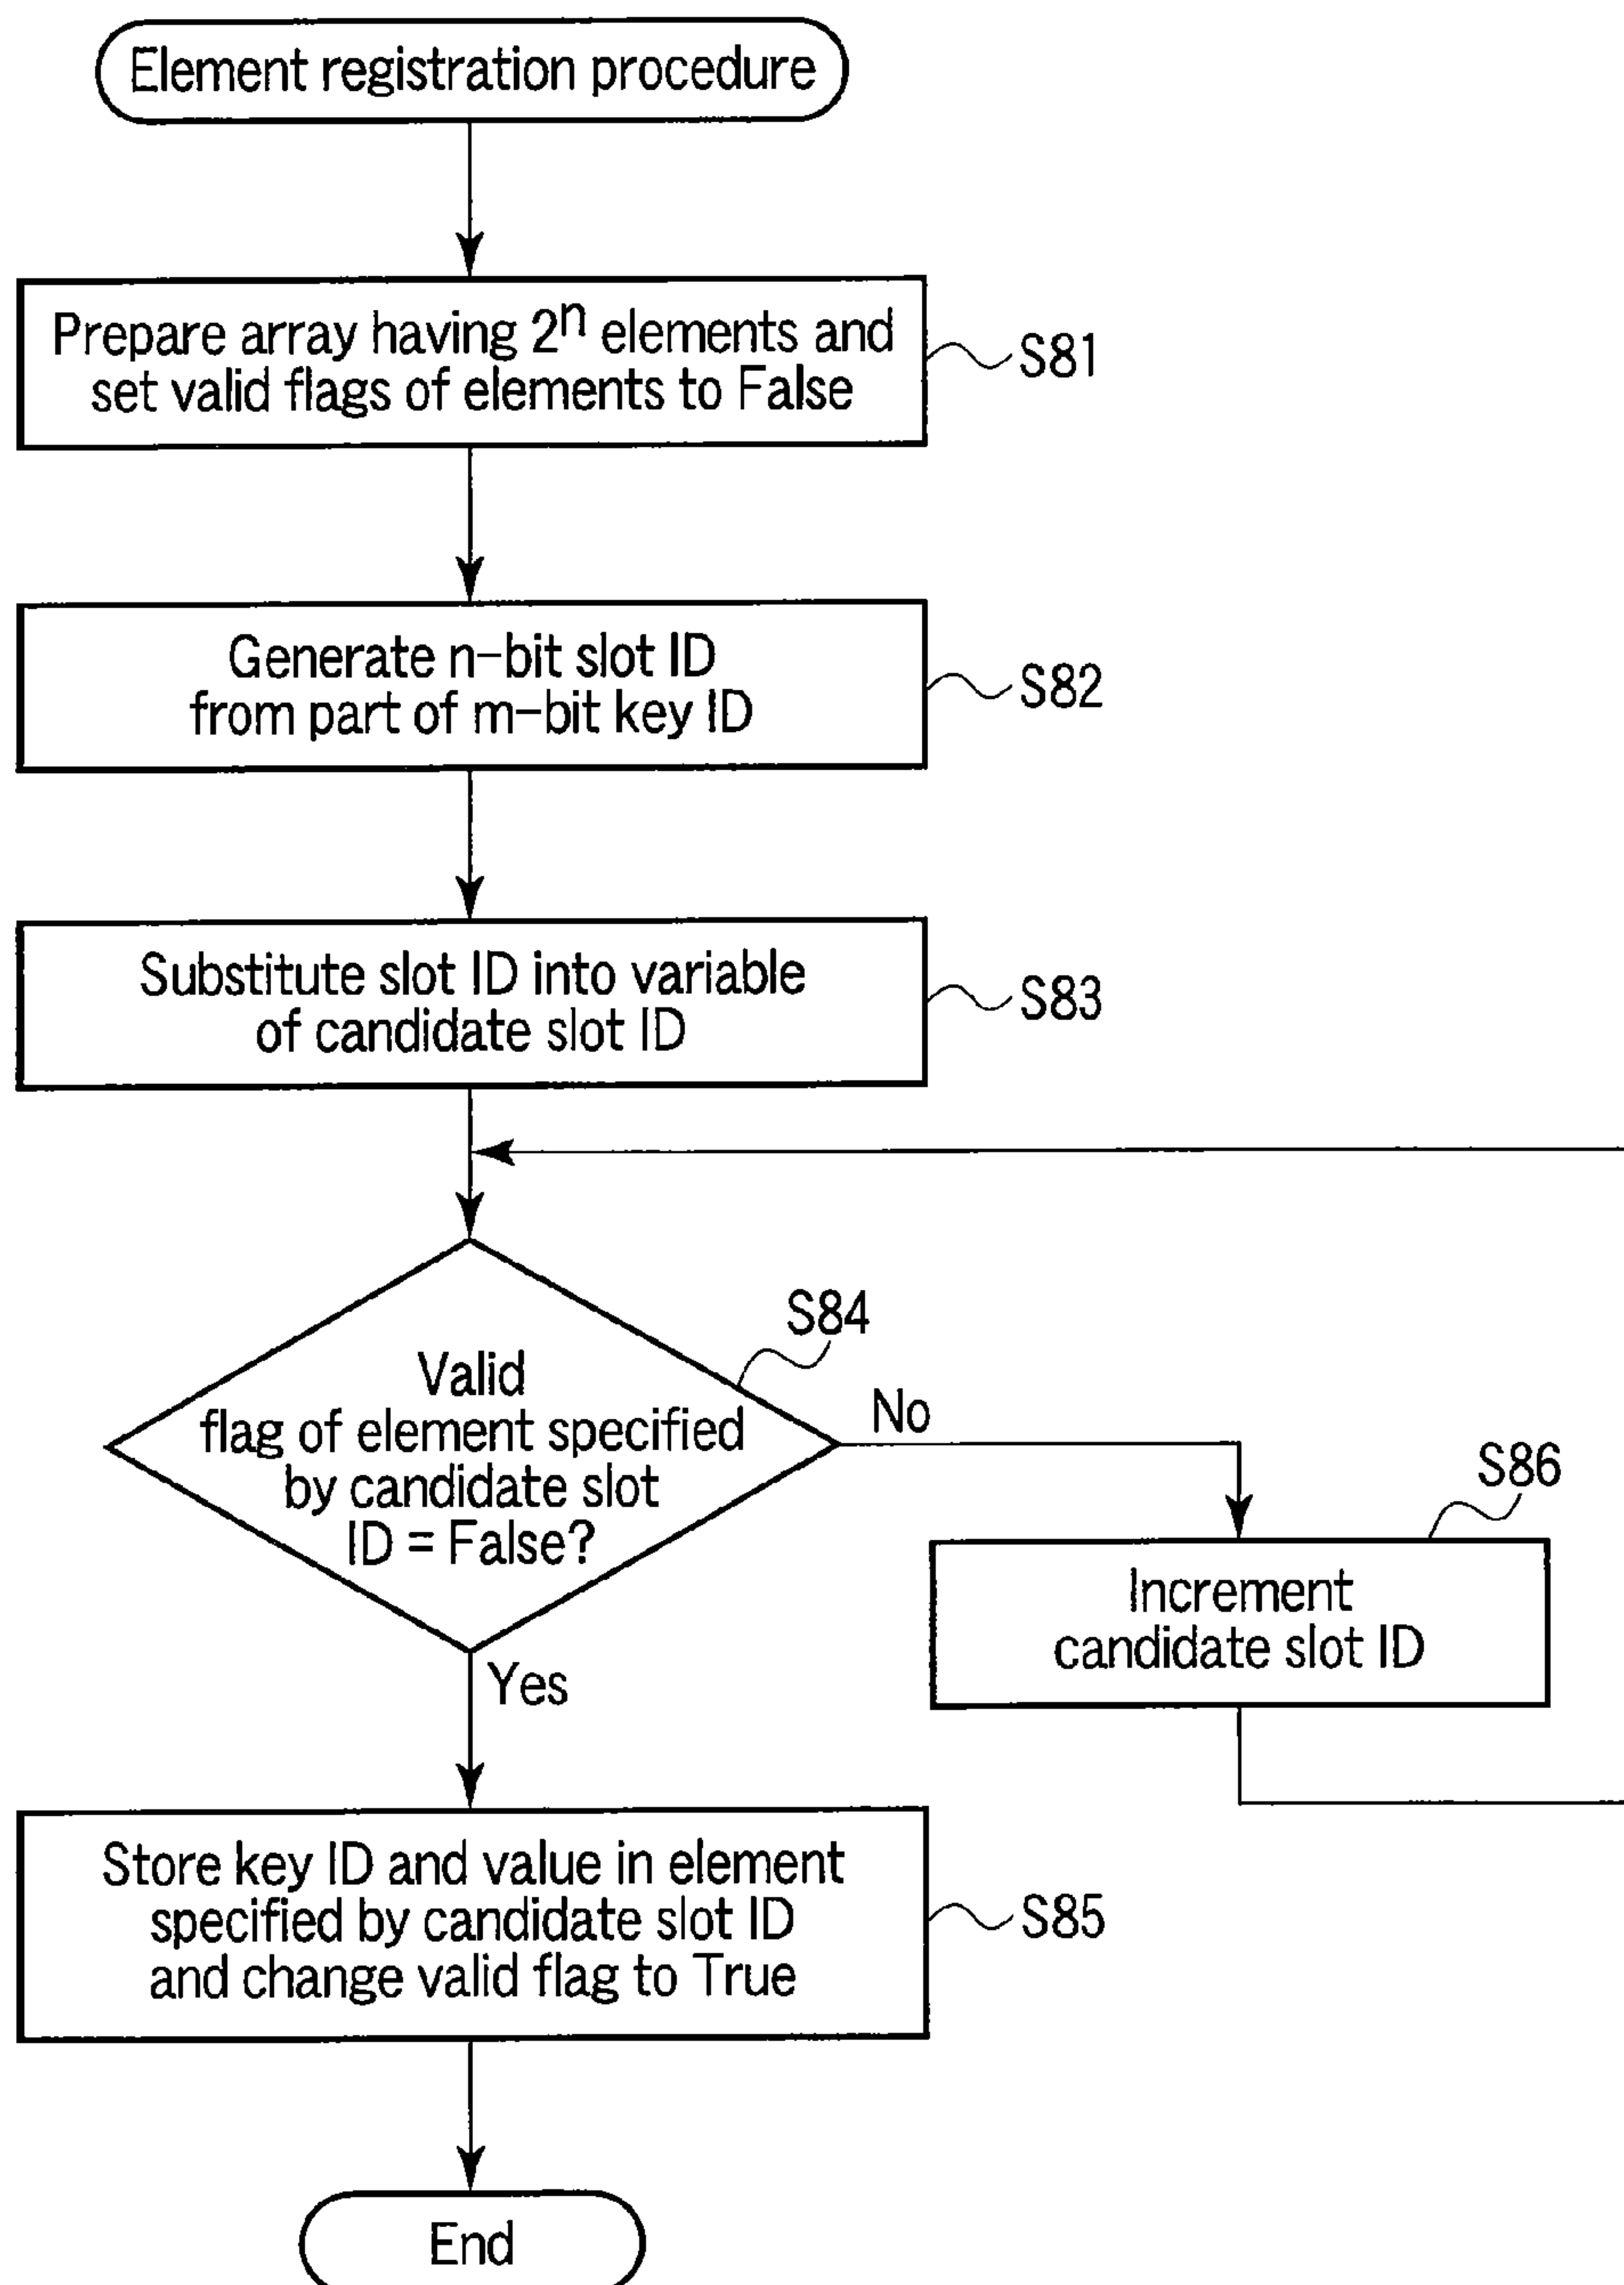 Element registration procedure
Prepare array having 2ⁿ elements and
set valid flags of elements to False
S81
Generate n-bit slot ID
from part of m-bit key ID
S82
Substitute slot ID into variable
of candidate slot ID
S83
S84
Valid
flag of element specified
by candidate slot
ID = False?
No
Yes
S86
Increment
candidate slot ID
Store key ID and value in element
specified by candidate slot ID
and change valid flag to True
S85
End